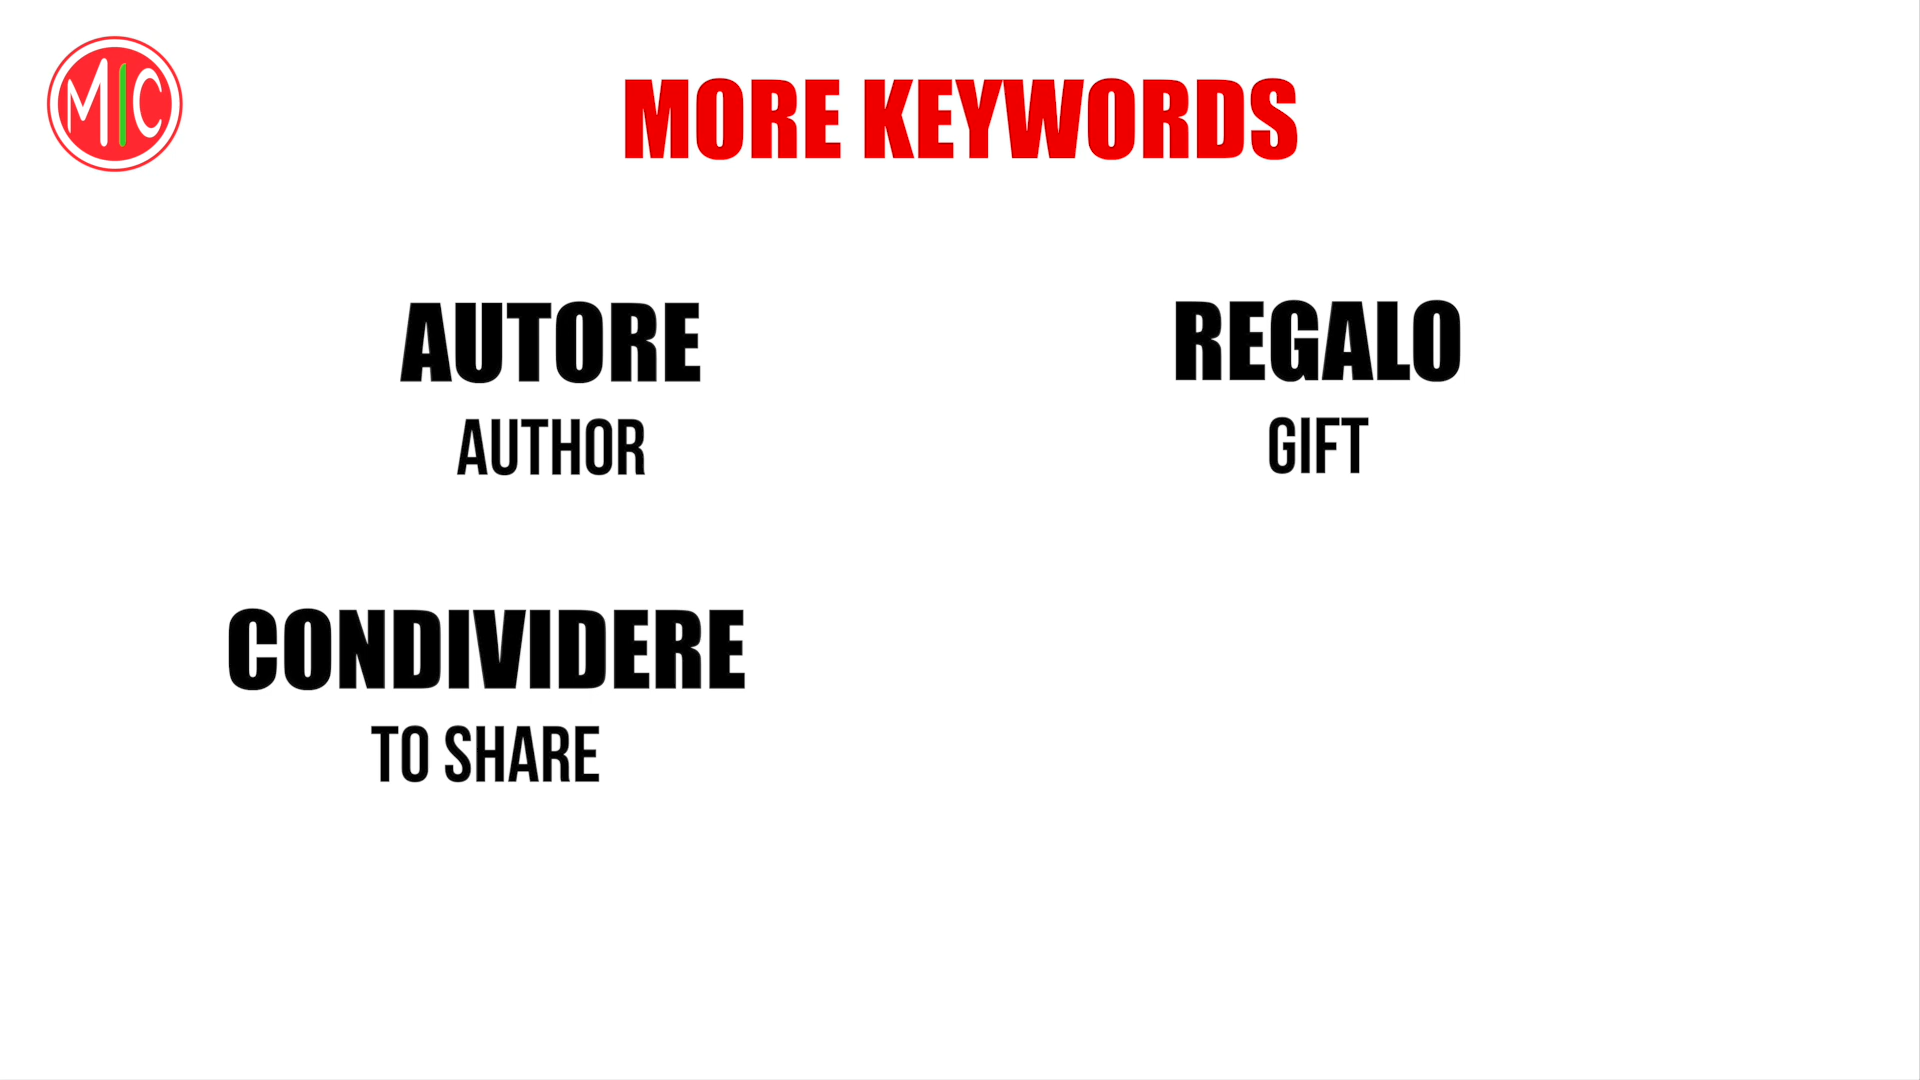 MIC
MORE KEYWORDS
AUTORE
AUTHOR
REGALO
GIFT
CONDIVIDERE
TO SHARE